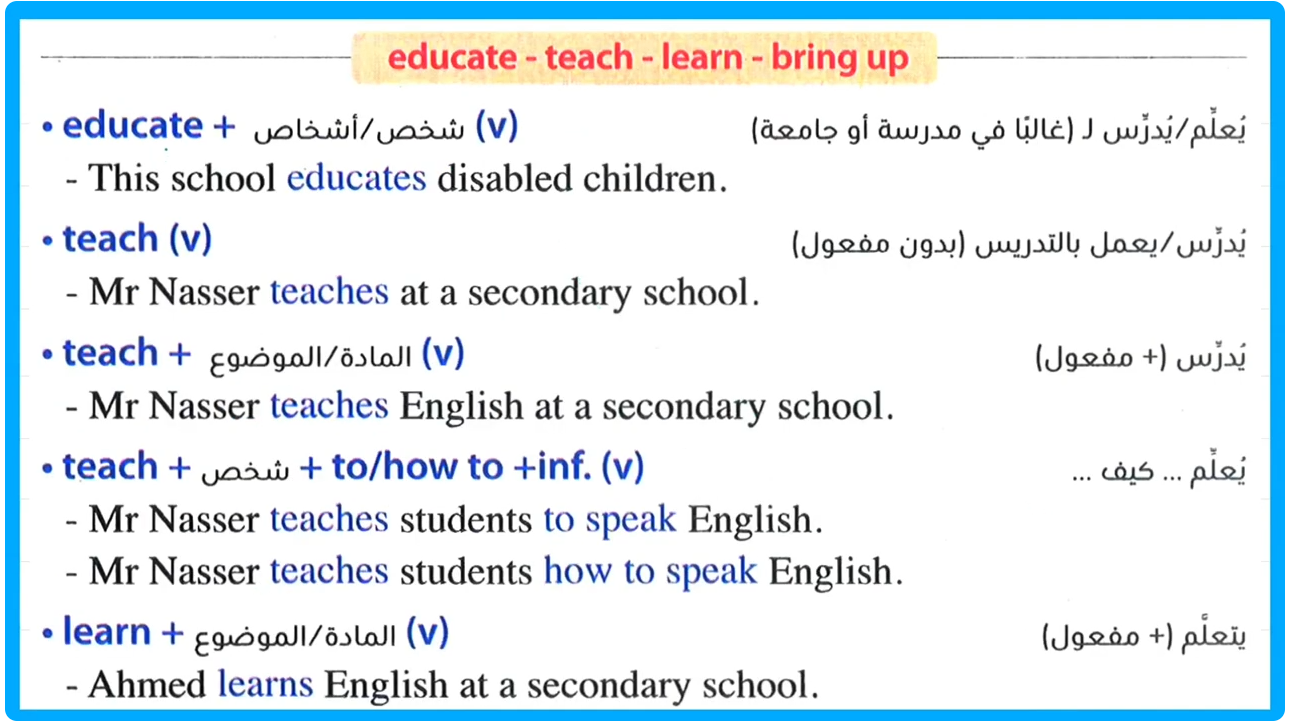 educate - teach - learn - bring up
• educate + شخص/أشخاص (v) يُعلِّم/يُدرِّس لـ (غالبًا في مدرسة أو جامعة)
- This school educates disabled children.
• teach (v) يُدرِّس/يعمل بالتدريس (بدون مفعول)
- Mr Nasser teaches at a secondary school.
• teach + المادة/الموضوع (v) يُدرِّس (+ مفعول)
- Mr Nasser teaches English at a secondary school.
• teach + شخص + to/how to +inf. (v) يُعلِّم ... كيف ...
- Mr Nasser teaches students to speak English.
- Mr Nasser teaches students how to speak English.
• learn + المادة/الموضوع (v) يتعلَّم (+ مفعول)
- Ahmed learns English at a secondary school.